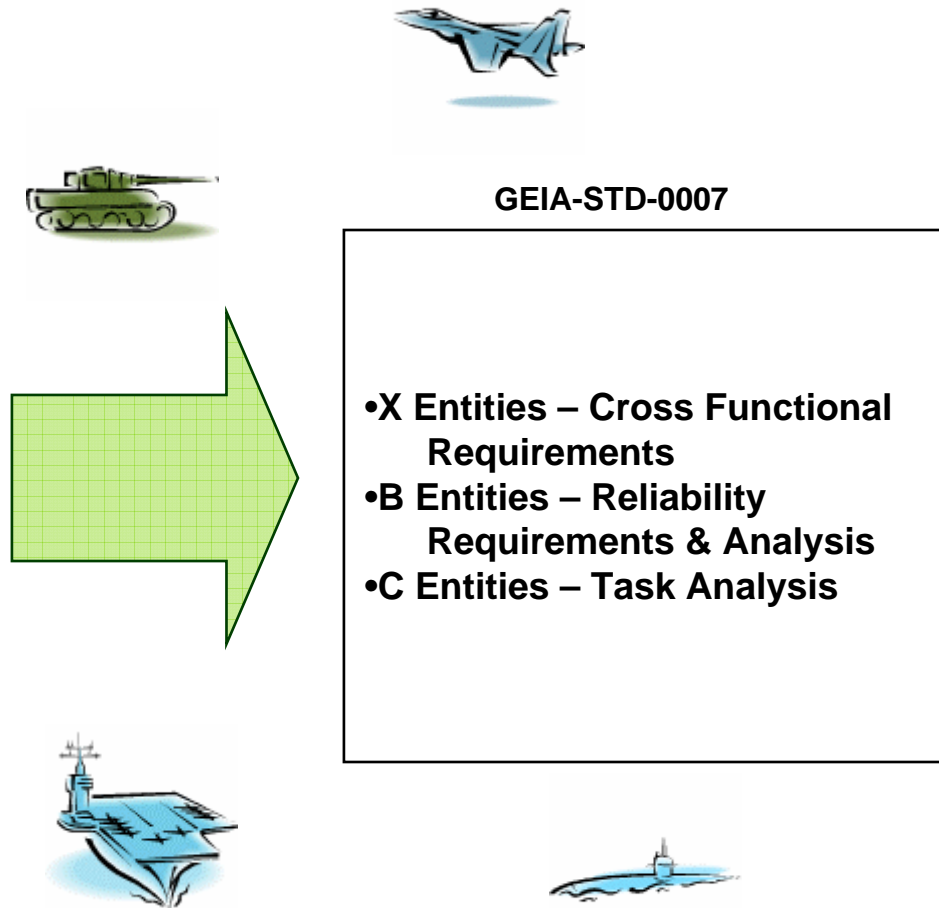 GEIA-STD-0007
•X Entities – Cross Functional
Requirements
•B Entities – Reliability
Requirements & Analysis
•C Entities – Task Analysis